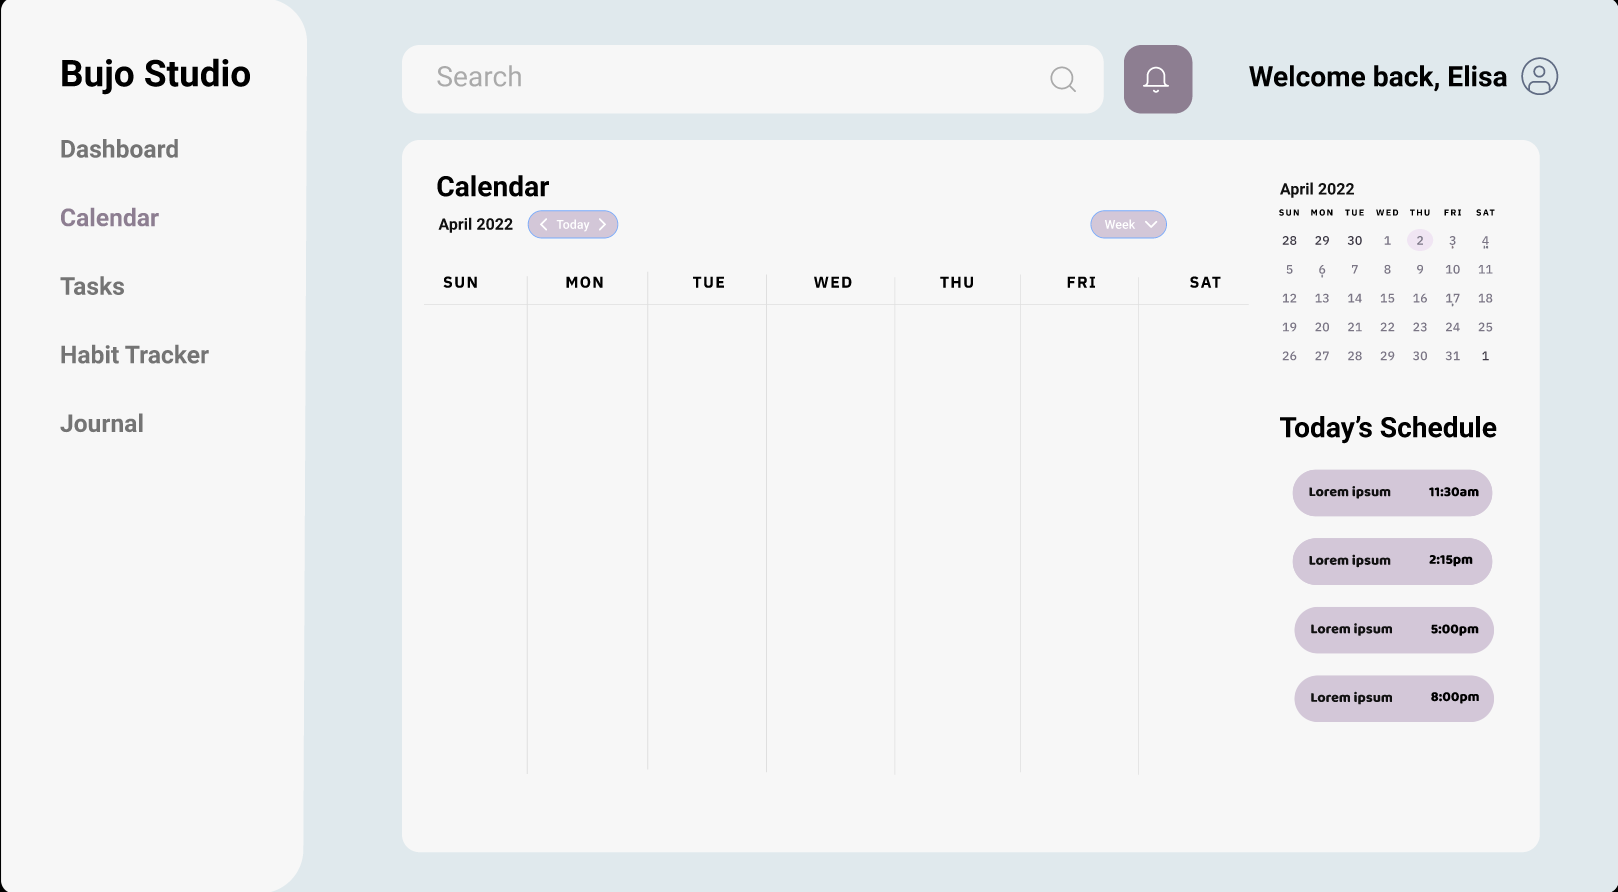 Bujo Studio
Dashboard
Calendar
Tasks
Habit Tracker
Journal
Search
Welcome back, Elisa
Calendar
April 2022
Today
Week
SUN MON TUE WED THU FRI SAT
April 2022
SUN MON TUE WED THU FRI SAT
28 29 30 1 2 3 4
5 6 7 8 9 10 11
12 13 14 15 16 17 18
19 20 21 22 23 24 25
26 27 28 29 30 31 1
Today’s Schedule
Lorem ipsum 11:30am
Lorem ipsum 2:15pm
Lorem ipsum 5:00pm
Lorem ipsum 8:00pm